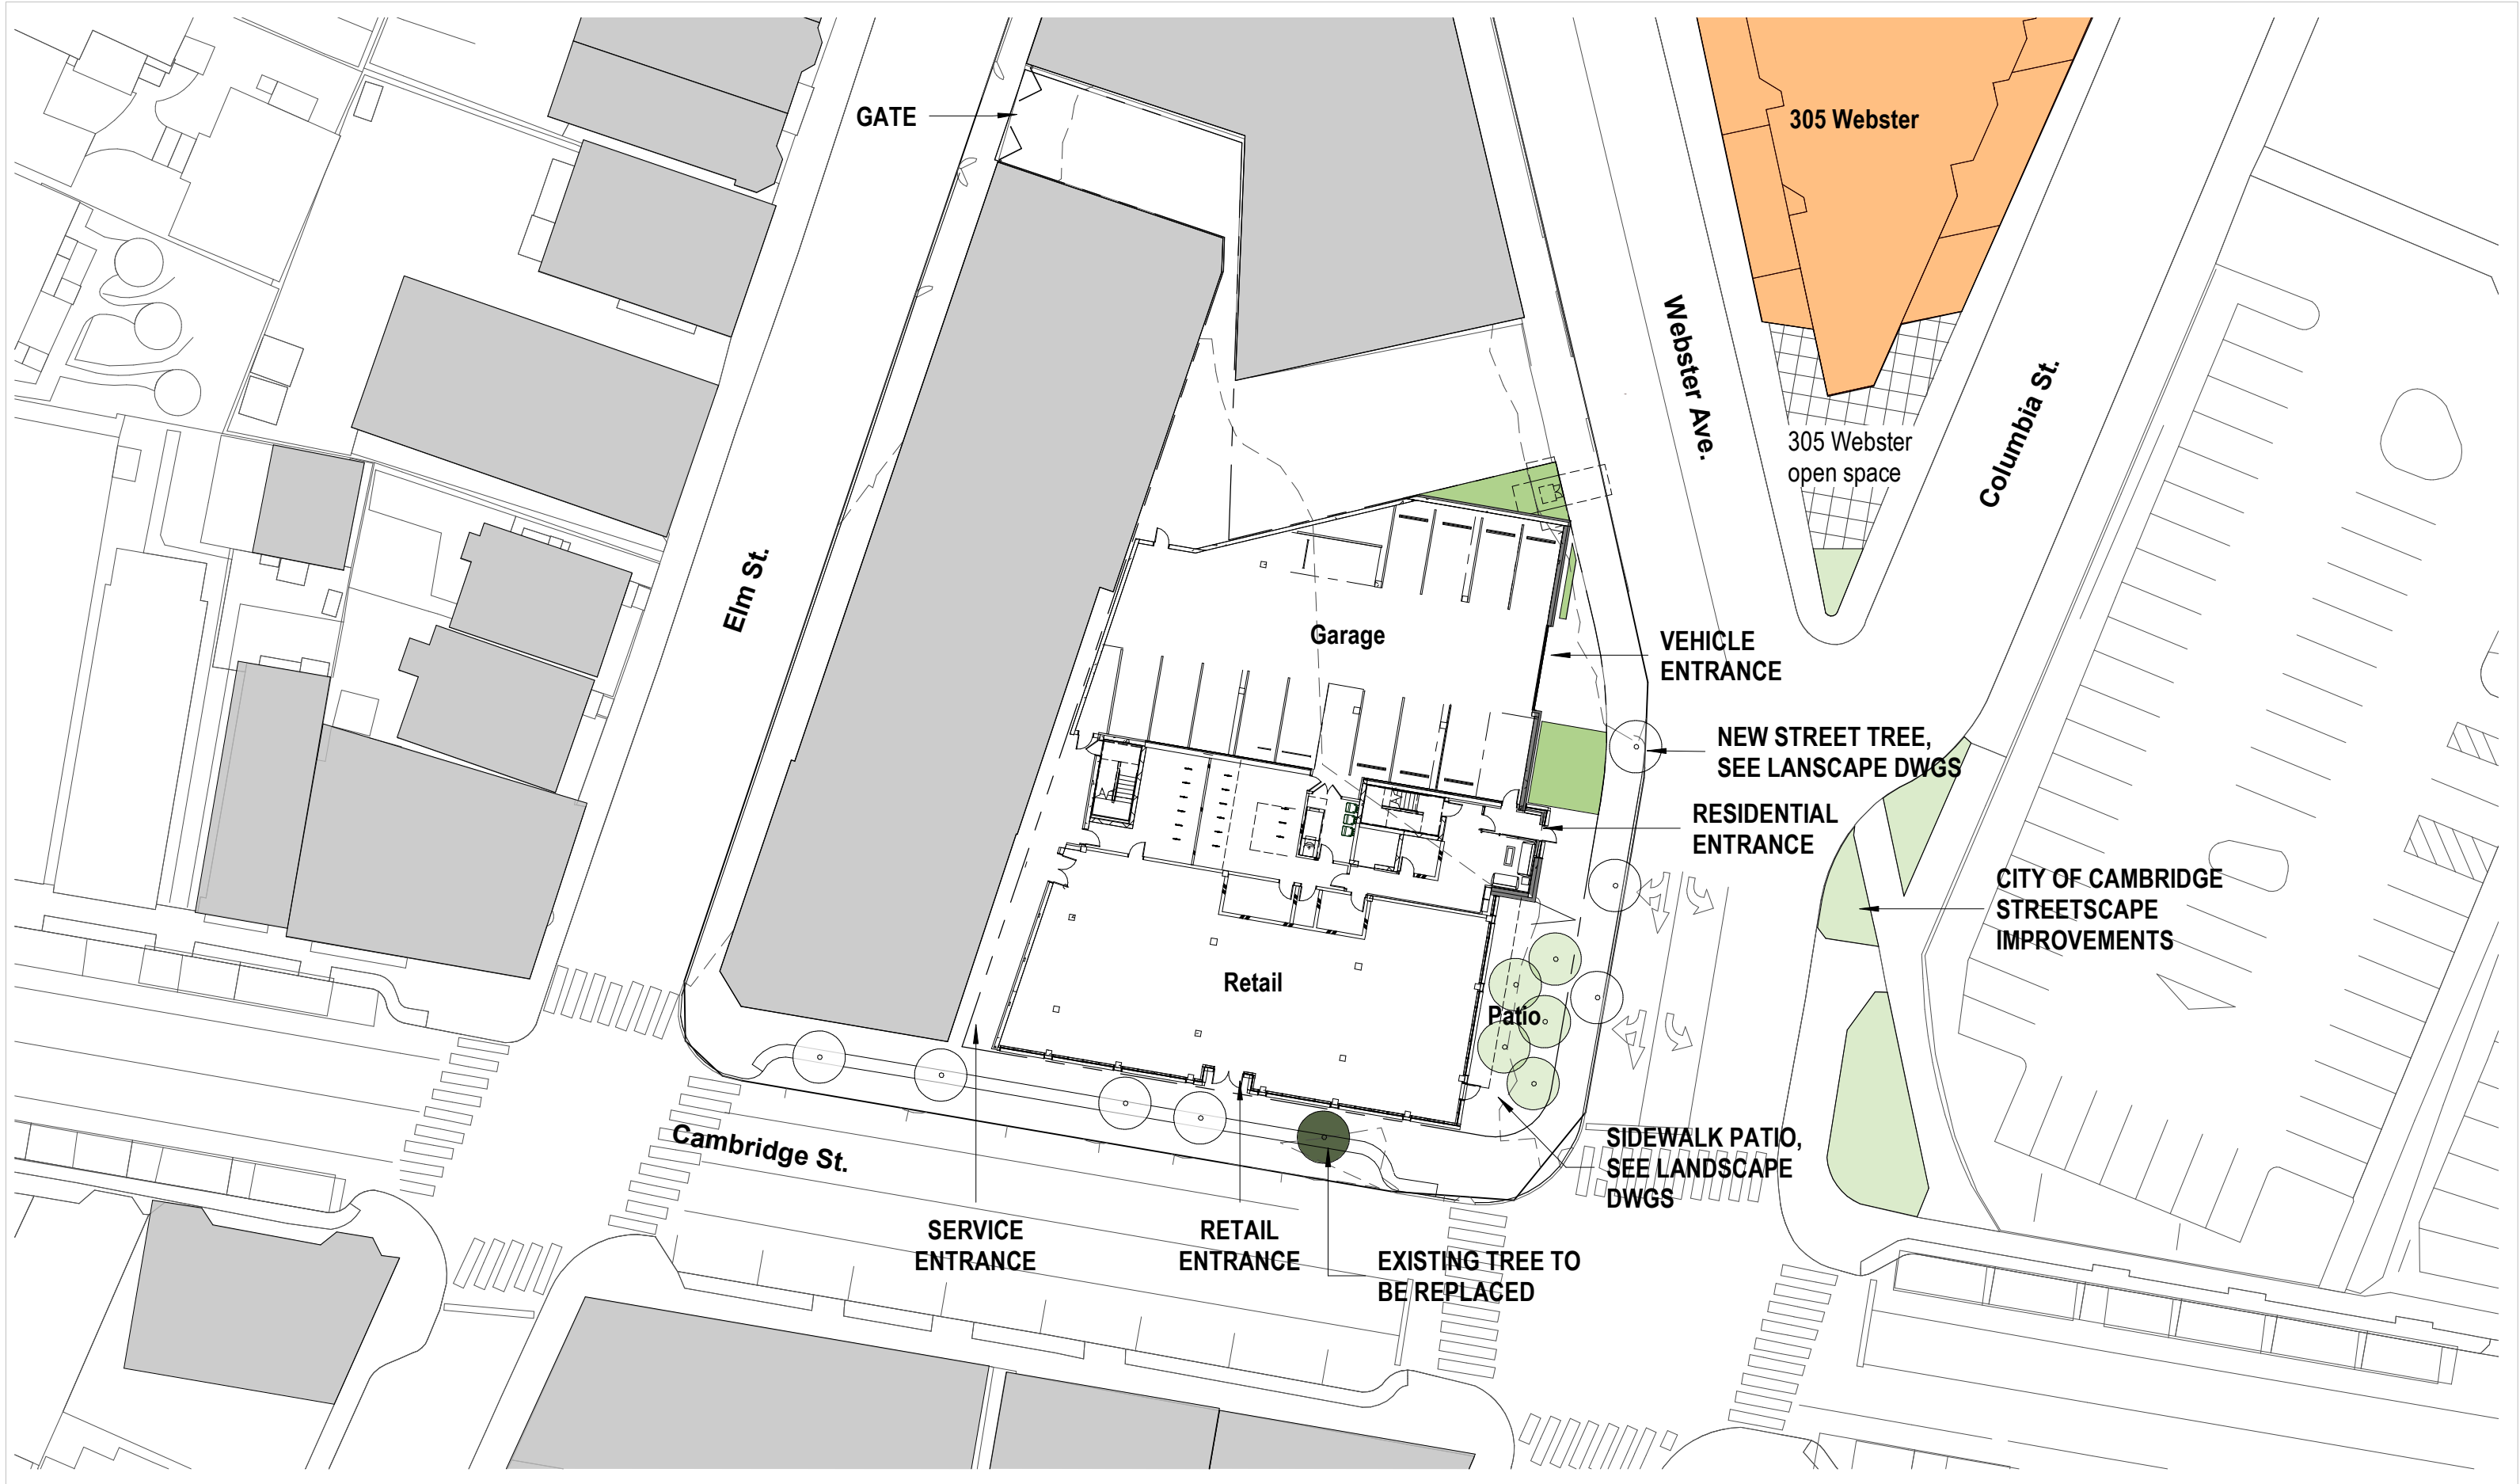 GATE
305 Webster
Webster Ave.
Columbia St.
305 Webster
open space
Elm St.
Garage
VEHICLE
ENTRANCE
NEW STREET TREE,
SEE LANSCAPE DWGS
RESIDENTIAL
ENTRANCE
CITY OF CAMBRIDGE
STREETSCAPE
IMPROVEMENTS
Retail
Patio
Cambridge St.
SIDEWALK PATIO,
SEE LANDSCAPE
DWGS
SERVICE
ENTRANCE
RETAIL
ENTRANCE
EXISTING TREE TO
BE REPLACED